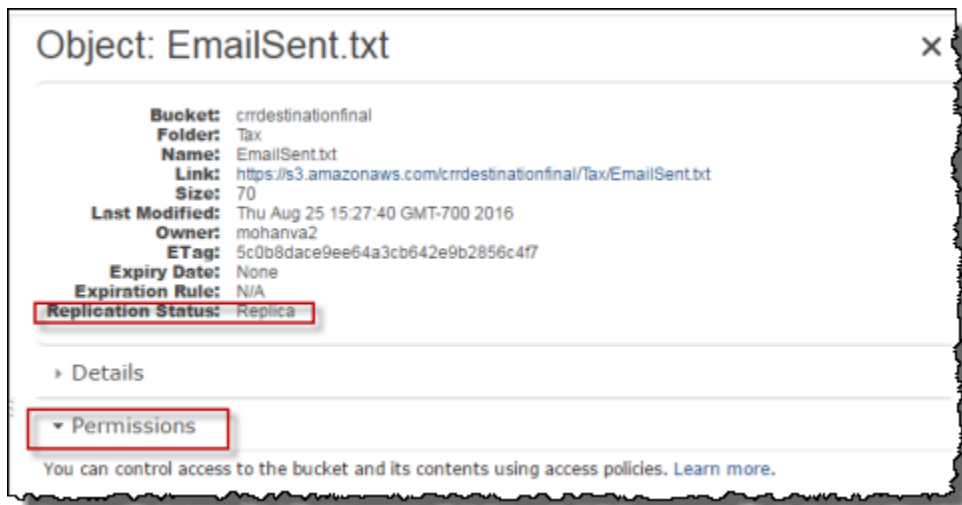 Object: EmailSent.txt
Bucket: crrdestinationfinal
Folder: Tax
Name: EmailSent.txt
Link: https://s3.amazonaws.com/crrdestinationfinal/Tax/EmailSent.txt
Size: 70
Last Modified: Thu Aug 25 15:27:40 GMT-700 2016
Owner: mohanva2
ETag: 5c0b8dace9ee64a3cb642e9b2856c4f7
Expiry Date: None
Expiration Rule: N/A
Replication Status: Replica
Details
Permissions
You can control access to the bucket and its contents using access policies. Learn more.